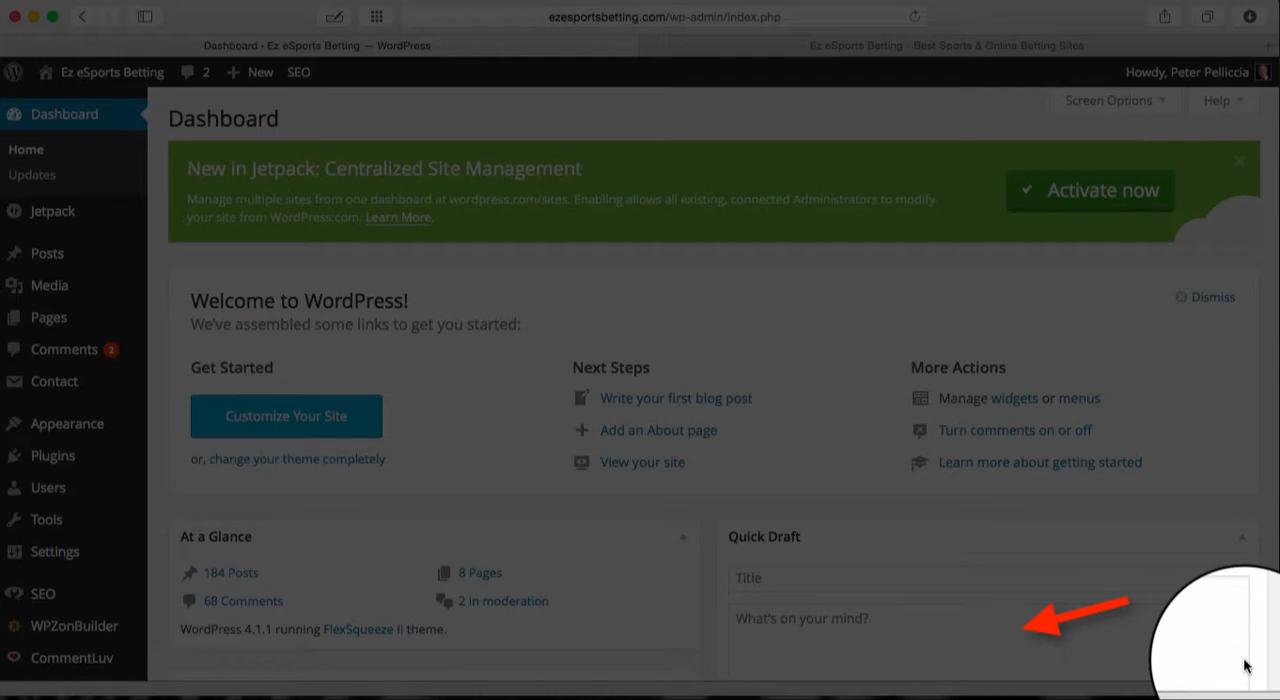 ezesportsbetting.com/wp-admin/index.php
Dashboard ‹ Ez eSports Betting — WordPress
Ez eSports Betting - Best Sports & Online Betting Sites
Ez eSports Betting 2 New SEO
Howdy, Peter Pelliccia
Dashboard
Home
Updates
Jetpack
Posts
Media
Pages
Comments 2
Contact
Appearance
Plugins
Users
Tools
Settings
SEO
WPZonBuilder
CommentLuv
Screen Options
Help
Dashboard
New in Jetpack: Centralized Site Management
Manage multiple sites from one dashboard at wordpress.com/sites. Enabling allows all existing, connected Administrators to modify
your site from WordPress.com. Learn More.
Activate now
Welcome to WordPress!
We've assembled some links to get you started:
Dismiss
Get Started
Customize Your Site
or, change your theme completely
Next Steps
Write your first blog post
Add an About page
View your site
More Actions
Manage widgets or menus
Turn comments on or off
Learn more about getting started
At a Glance
184 Posts
8 Pages
68 Comments
2 in moderation
WordPress 4.1.1 running FlexSqueeze II theme.
Quick Draft
Title
What's on your mind?